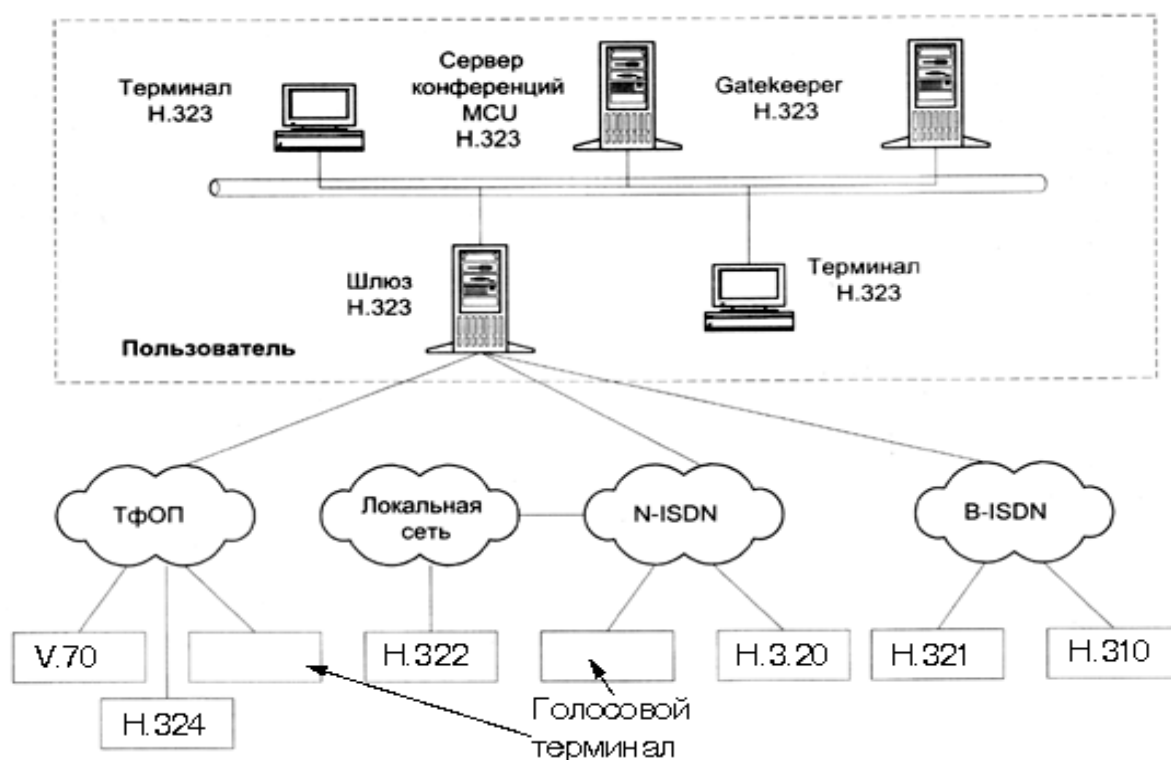 Терминал
H.323
Сервер
конференций
MCU
H.323
Gatekeeper
H.323
Шлюз
H.323
Терминал
H.323
Пользователь
ТфОП
Локальная
сеть
N-ISDN
B-ISDN
V.70
H.322
H.3.20
H.321
H.310
H.324
Голосовой
терминал